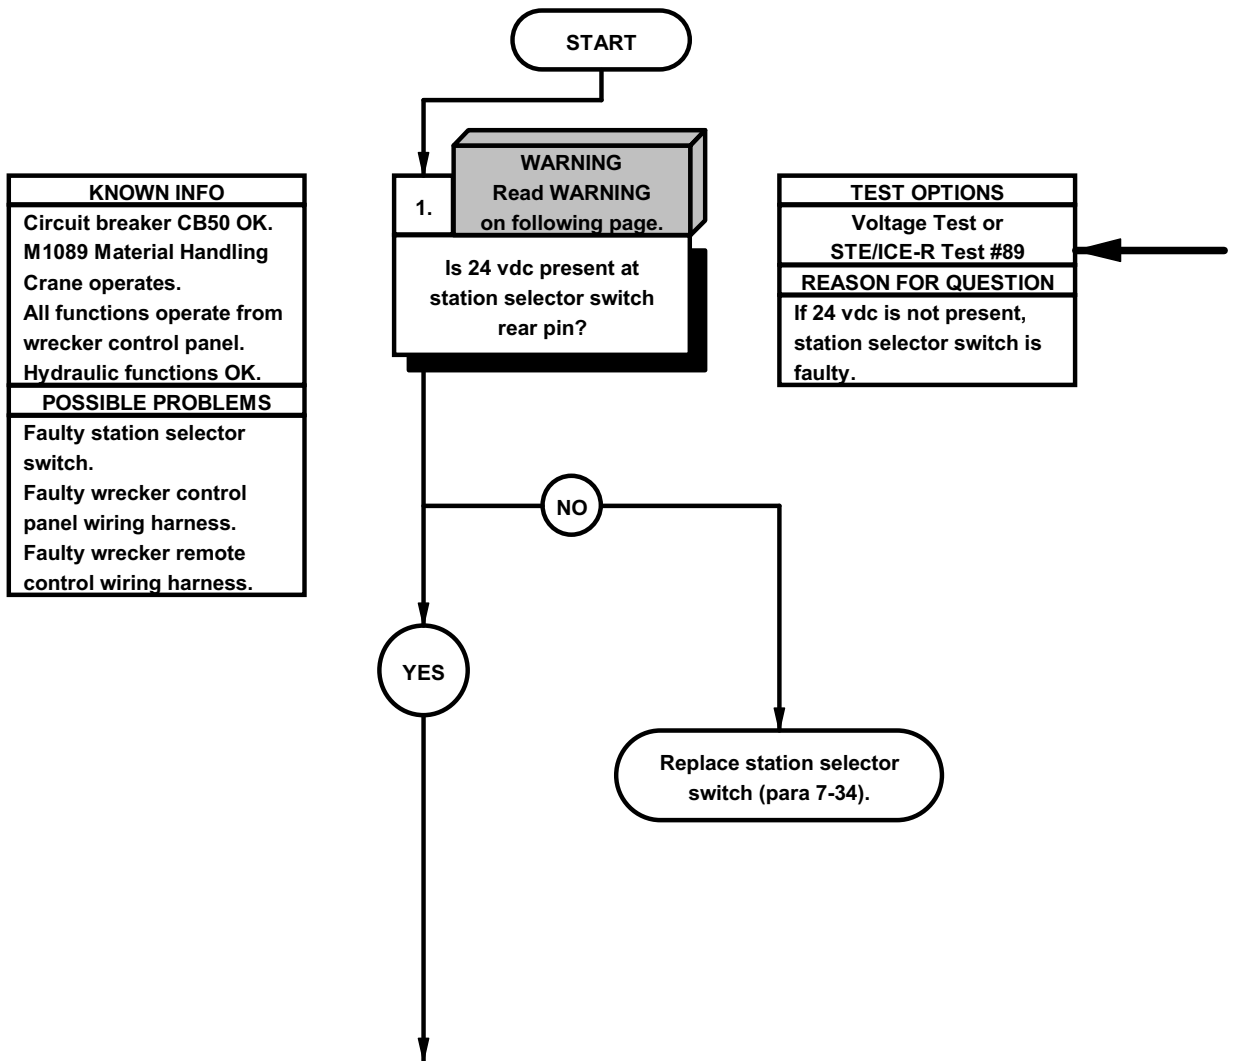 START
KNOWN INFO
Circuit breaker CB50 OK.
M1089 Material Handling
Crane operates.
All functions operate from
wrecker control panel.
Hydraulic functions OK.
POSSIBLE PROBLEMS
Faulty station selector
switch.
Faulty wrecker control
panel wiring harness.
Faulty wrecker remote
control wiring harness.
1.
WARNING
Read WARNING
on following page.
Is 24 vdc present at
station selector switch
rear pin?
TEST OPTIONS
Voltage Test or
STE/ICE-R Test #89
REASON FOR QUESTION
If 24 vdc is not present,
station selector switch is
faulty.
NO
YES
Replace station selector
switch (para 7-34).